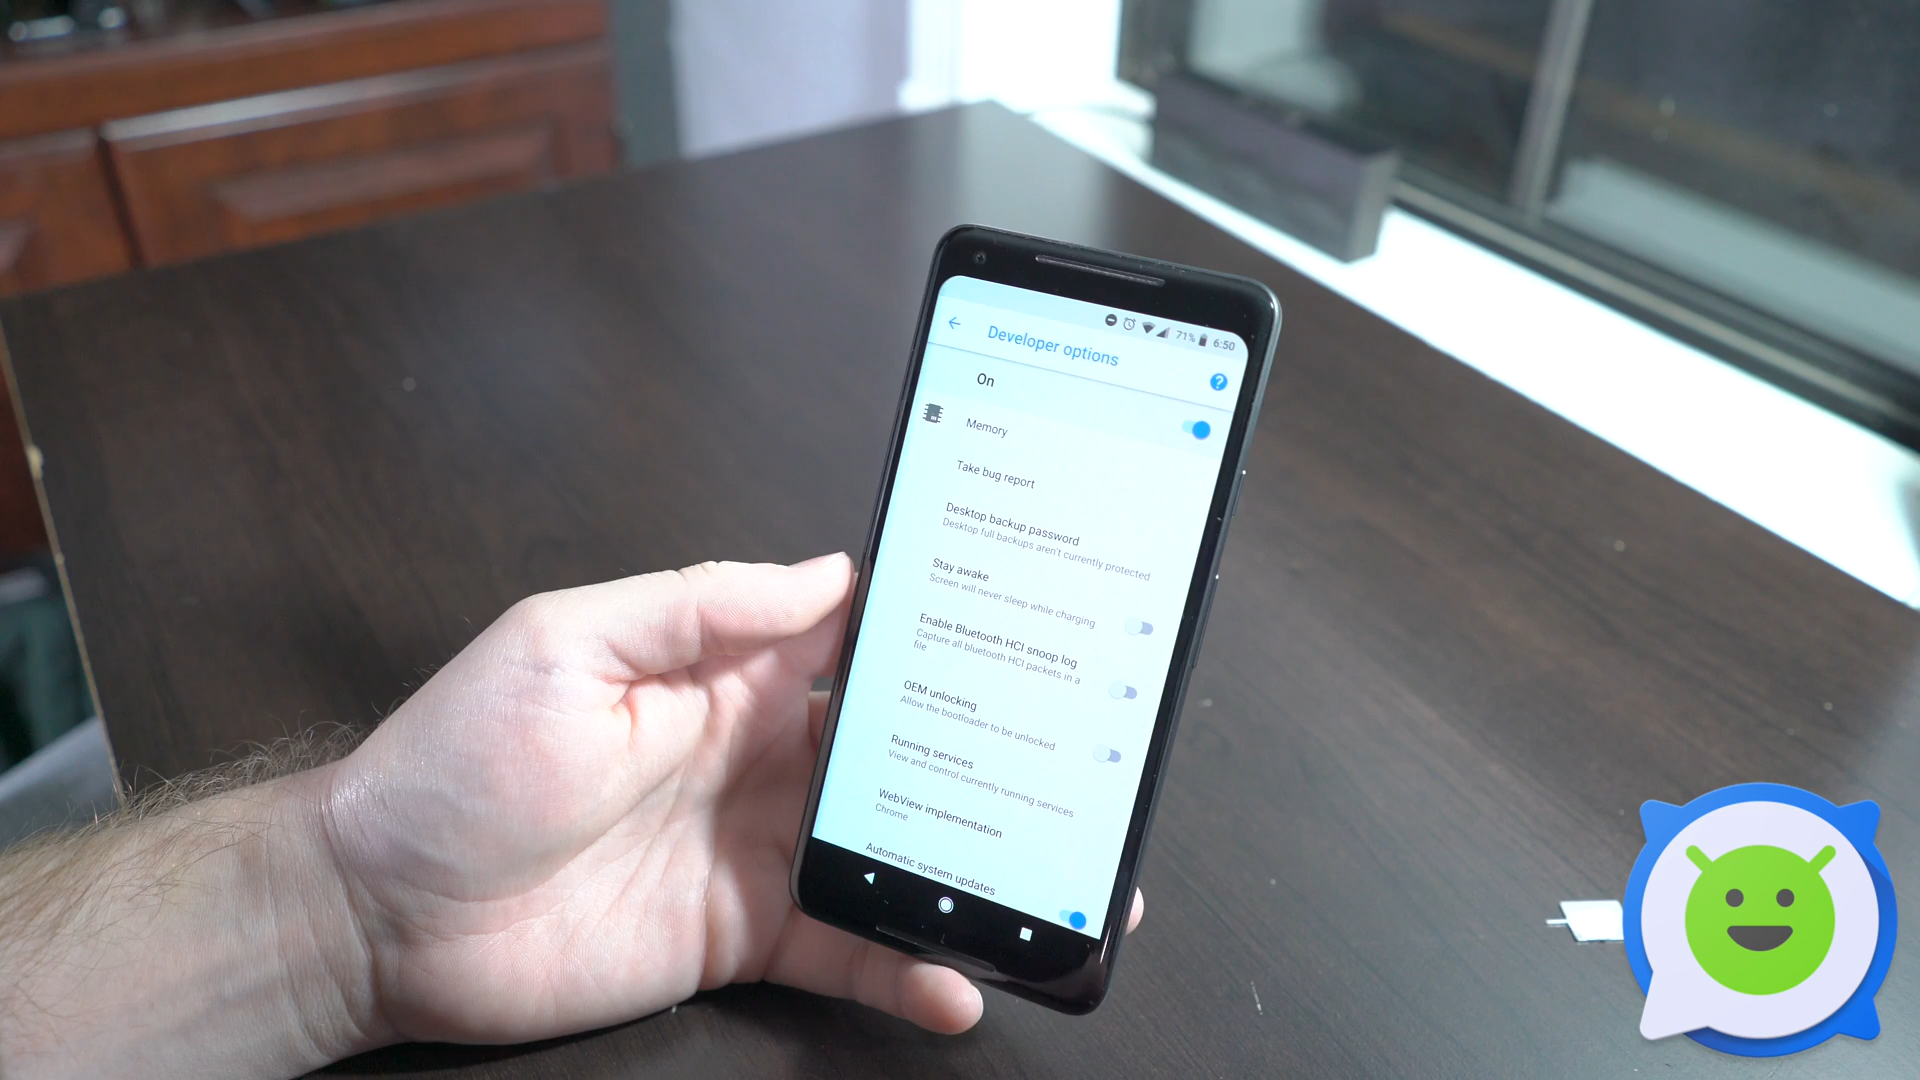 71% 6:50
Developer options
?
On
Memory
Take bug report
Desktop backup password
Desktop full backups aren't currently protected
Stay awake
Screen will never sleep while charging
Enable Bluetooth HCI snoop log
Capture all bluetooth HCI packets in a
file
OEM unlocking
Allow the bootloader to be unlocked
Running services
View and control currently running services
WebView implementation
Chrome
Automatic system updates